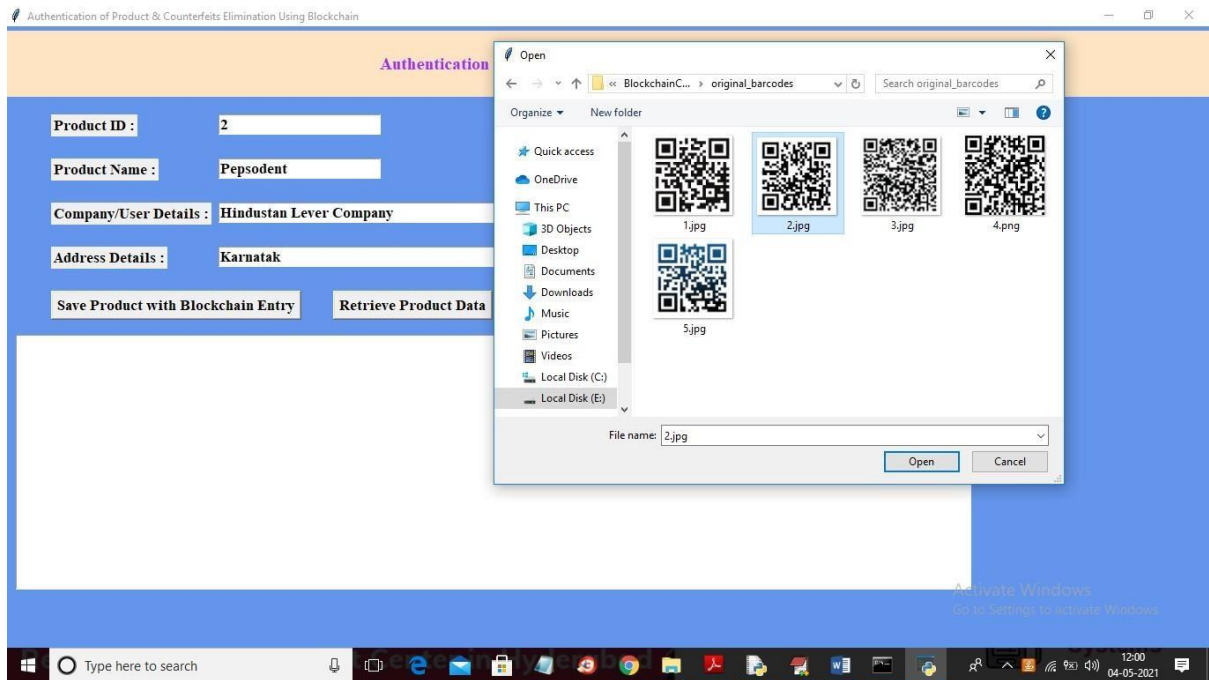 Authentication of Product & Counterfeits Elimination Using Blockchain
Authentication
Product ID :
2
Product Name :
Pepsodent
Company/User Details :
Hindustan Lever Company
Address Details :
Karnatak
Save Product with Blockchain Entry
Retrieve Product Data
Open
« BlockchainC... › original_barcodes
Search original_barcodes
Organize
New folder
Quick access
OneDrive
This PC
3D Objects
Desktop
Documents
Downloads
Music
Pictures
Videos
Local Disk (C:)
Local Disk (E:)
1.jpg
2.jpg
3.jpg
4.png
5.jpg
File name:
2.jpg
Open
Cancel
Activate Windows
Go to Settings to activate Windows.
Type here to search
12:00
04-05-2021